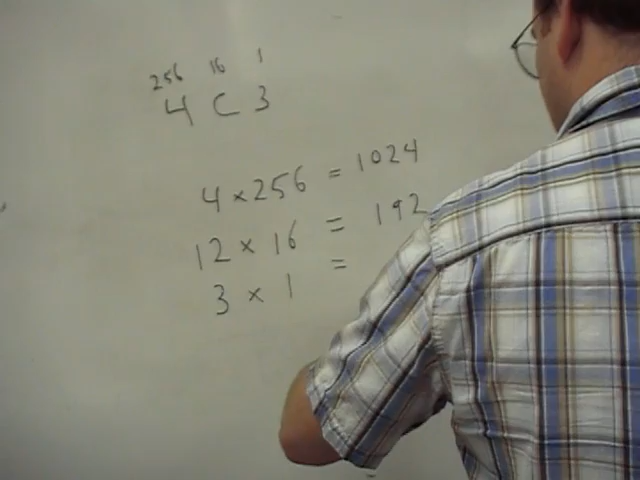 256 16 1
4 C 3
4 × 256 = 1024
12 × 16 = 192
3 × 1 =